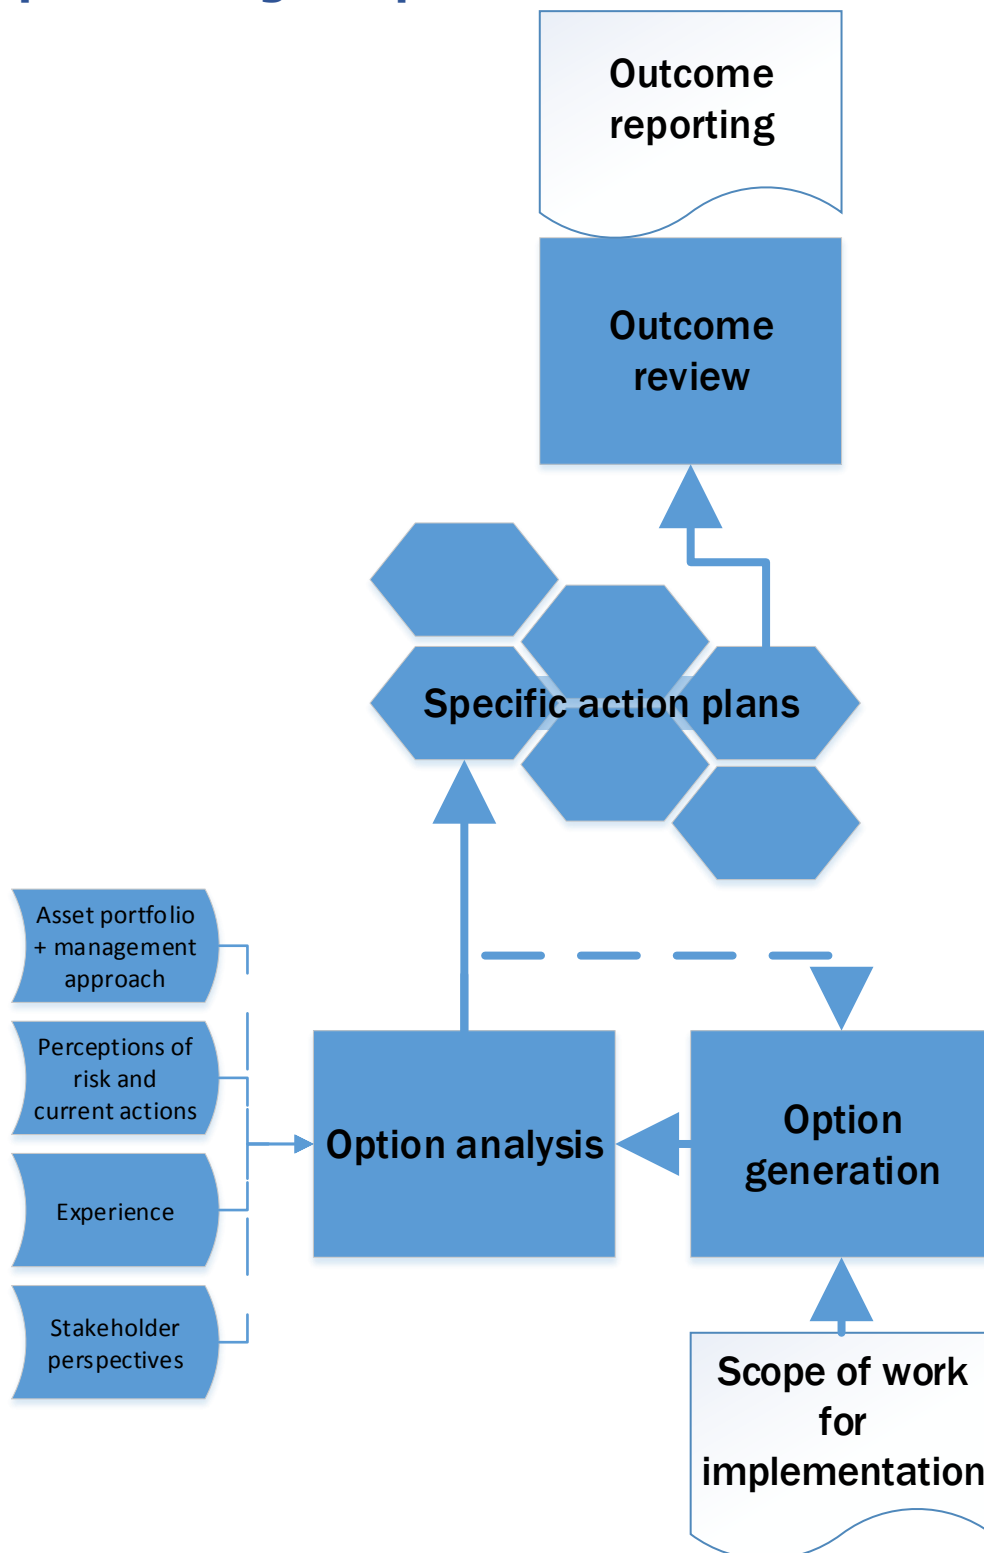 Outcome
reporting
Outcome
review
Specific action plans
Asset portfolio
+ management
approach
Perceptions of
risk and
current actions
Experience
Stakeholder
perspectives
Option analysis
Option
generation
Scope of work
for
implementation